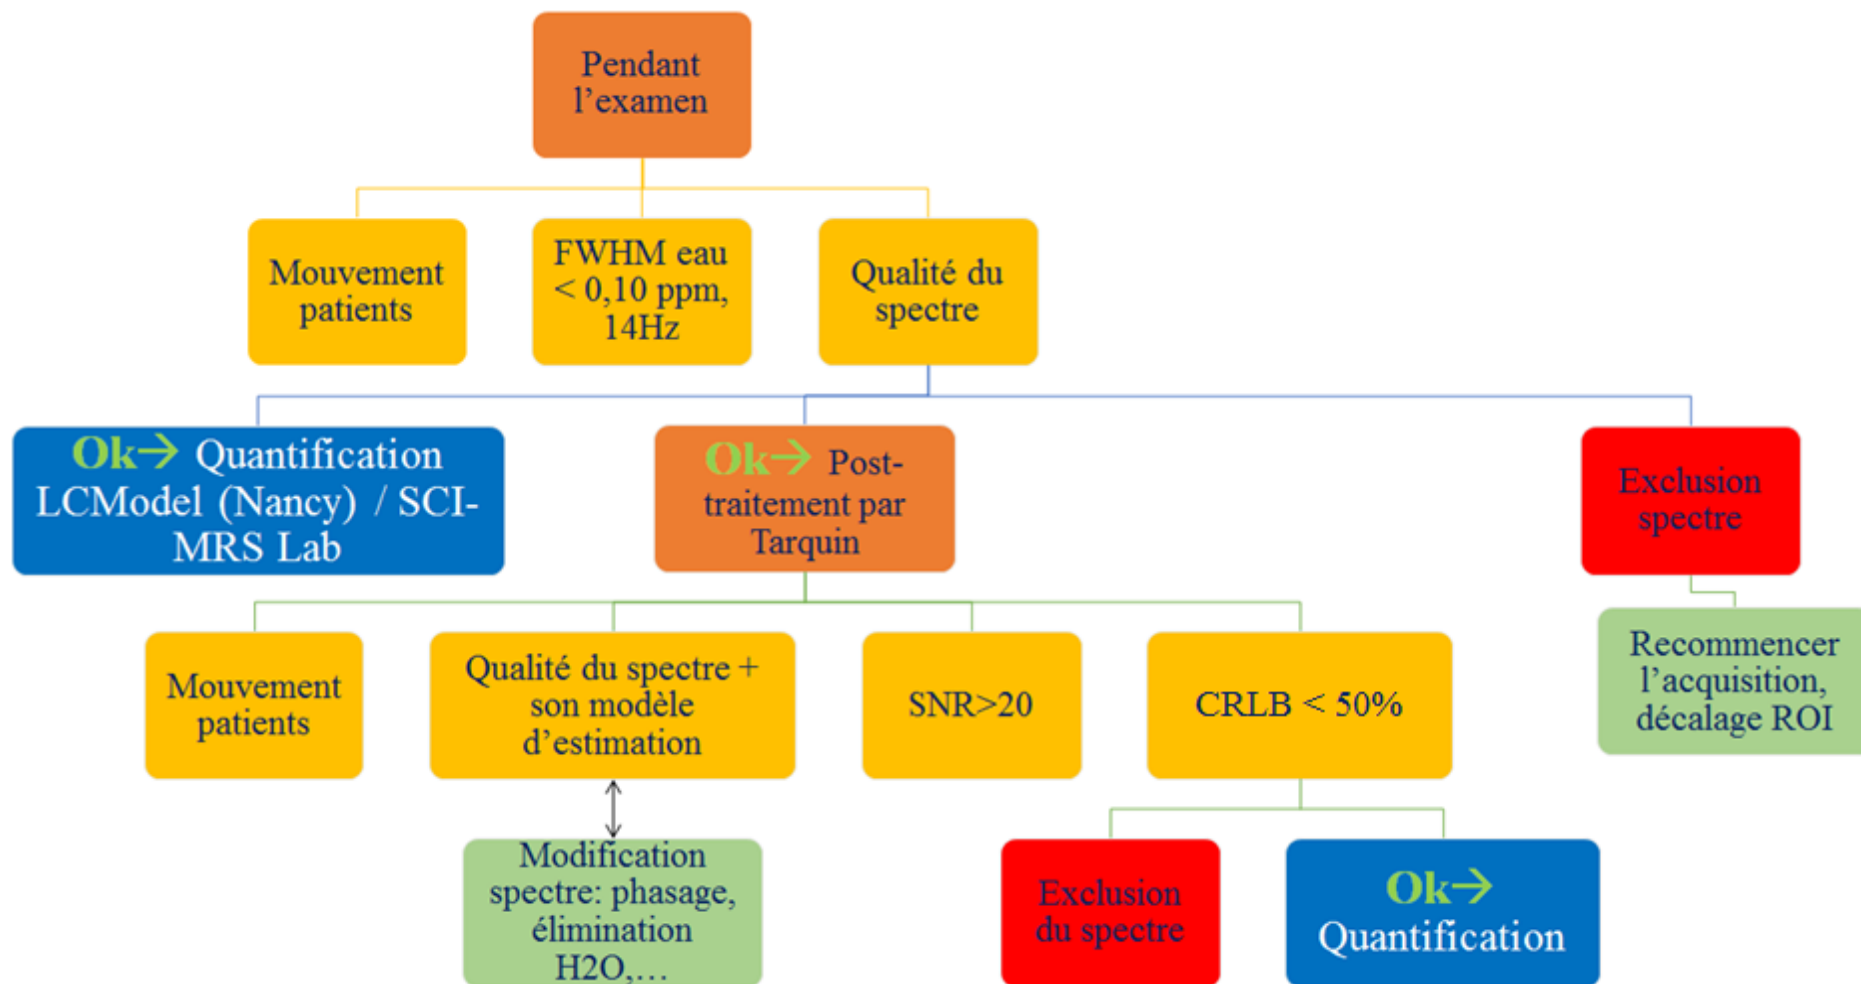 Pendant
l’examen
Mouvement
patients
FWHM eau
< 0,10 ppm,
14Hz
Qualité du
spectre
Ok→ Quantification
LCModel (Nancy) / SCI-
MRS Lab
Ok→ Post-
traitement par
Tarquin
Exclusion
spectre
Mouvement
patients
Qualité du spectre +
son modèle
d’estimation
SNR>20
CRLB < 50%
Recommencer
l’acquisition,
décalage ROI
Modification
spectre: phasage,
élimination
H2O,…
Exclusion
du spectre
Ok→
Quantification